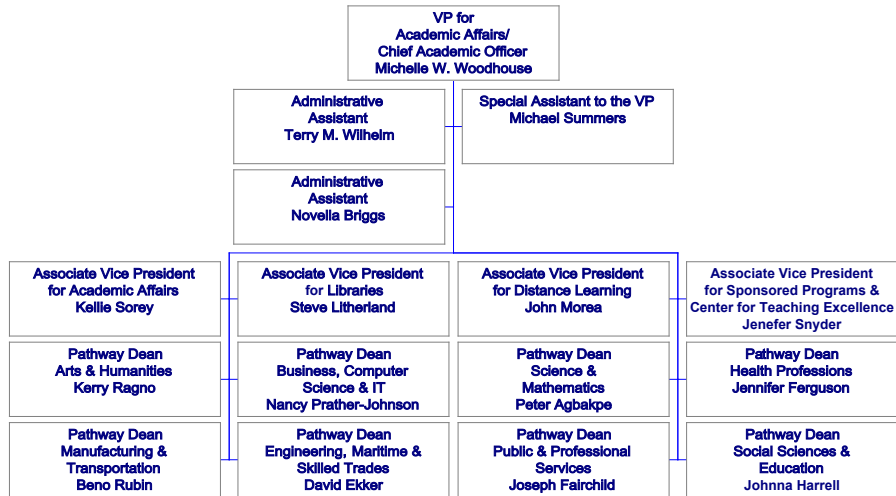 VP for
Academic Affairs/
Chief Academic Officer
Michelle W. Woodhouse
Administrative
Assistant
Terry M. Wilhelm
Special Assistant to the VP
Michael Summers
Administrative
Assistant
Novella Briggs
Associate Vice President
for Academic Affairs
Kellie Sorey
Associate Vice President
for Libraries
Steve Litherland
Associate Vice President
for Distance Learning
John Morea
Associate Vice President
for Sponsored Programs &
Center for Teaching Excellence
Jenefer Snyder
Pathway Dean
Arts & Humanities
Kerry Ragno
Pathway Dean
Business, Computer
Science & IT
Nancy Prather-Johnson
Pathway Dean
Science &
Mathematics
Peter Agbakpe
Pathway Dean
Health Professions
Jennifer Ferguson
Pathway Dean
Manufacturing &
Transportation
Beno Rubin
Pathway Dean
Engineering, Maritime &
Skilled Trades
David Ekker
Pathway Dean
Public & Professional
Services
Joseph Fairchild
Pathway Dean
Social Sciences &
Education
Johnna Harrell